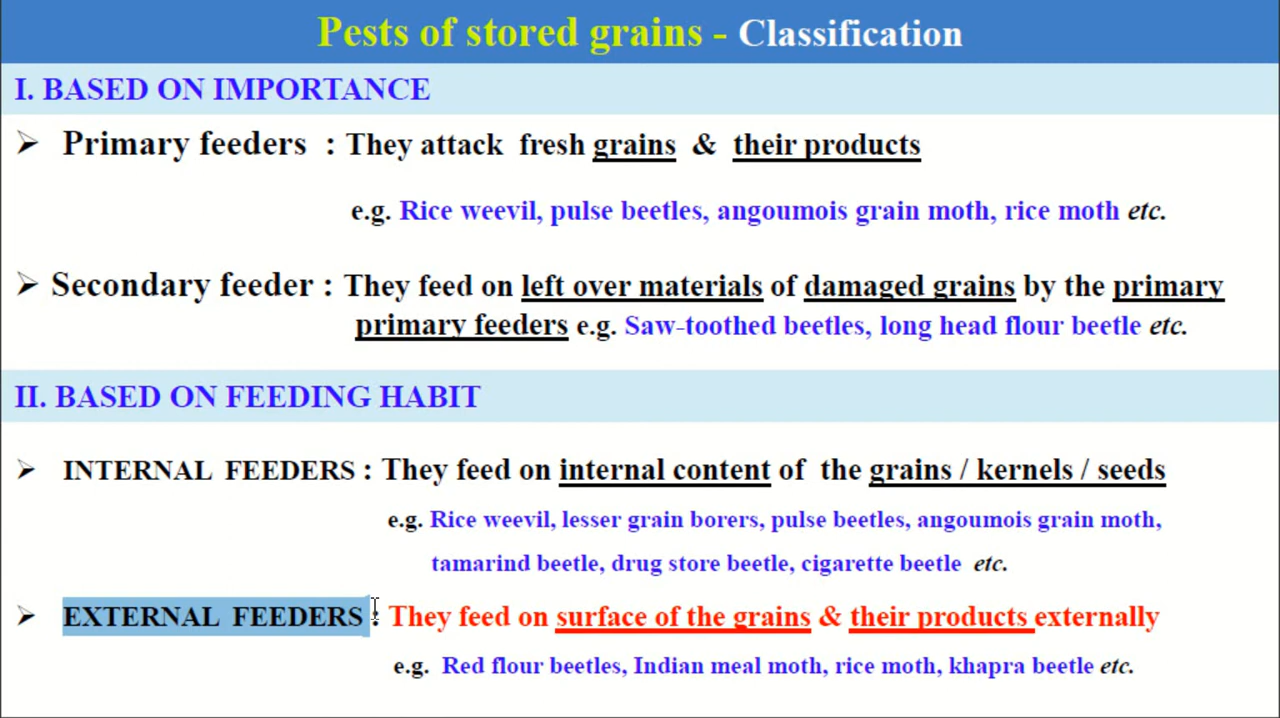 Pests of stored grains - Classification
I. BASED ON IMPORTANCE
➢ Primary feeders : They attack fresh grains & their products
e.g. Rice weevil, pulse beetles, angoumois grain moth, rice moth etc.
➢ Secondary feeder : They feed on left over materials of damaged grains by the primary
primary feeders e.g. Saw-toothed beetles, long head flour beetle etc.
II. BASED ON FEEDING HABIT
➢ INTERNAL FEEDERS : They feed on internal content of the grains / kernels / seeds
e.g. Rice weevil, lesser grain borers, pulse beetles, angoumois grain moth,
tamarind beetle, drug store beetle, cigarette beetle etc.
➢ EXTERNAL FEEDERS : They feed on surface of the grains & their products externally
e.g. Red flour beetles, Indian meal moth, rice moth, khapra beetle etc.